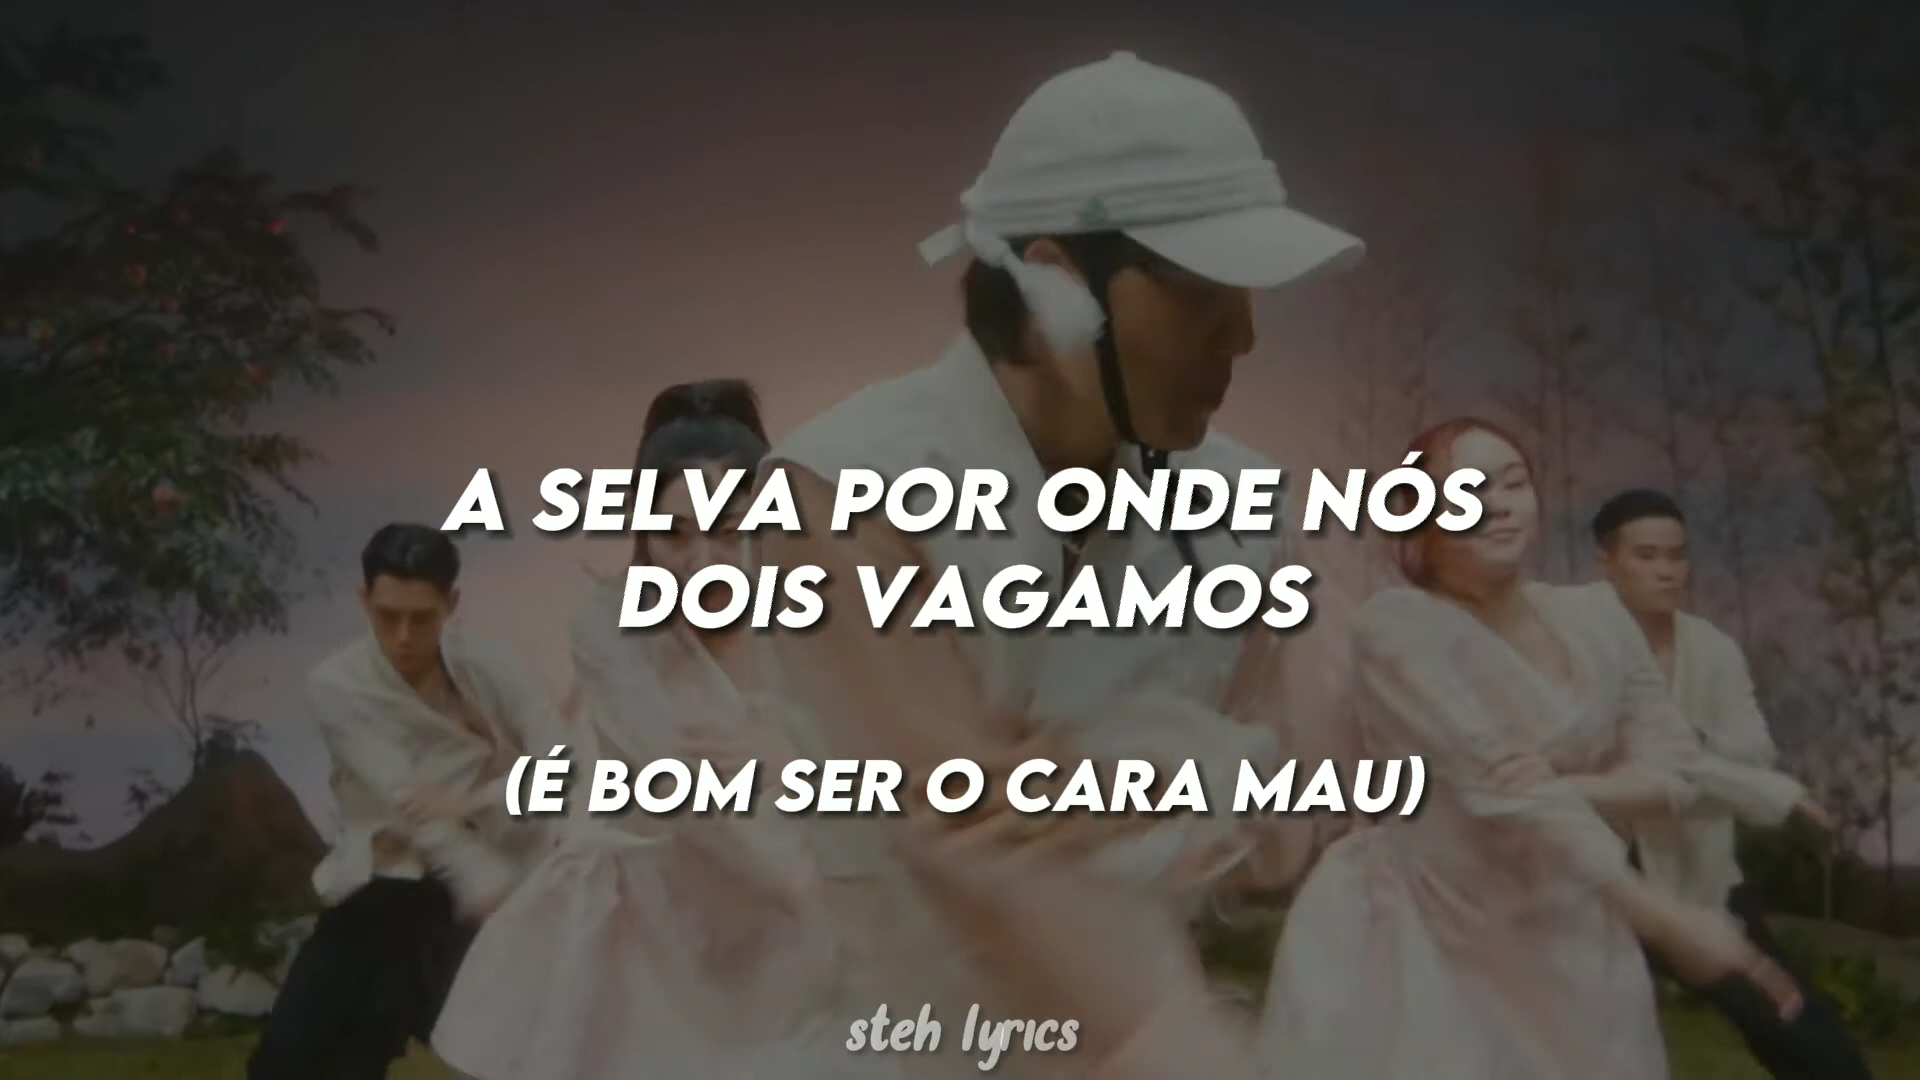 A SELVA POR ONDE NÓS
DOIS VAGAMOS
(É BOM SER O CARA MAU)
steh lyrics